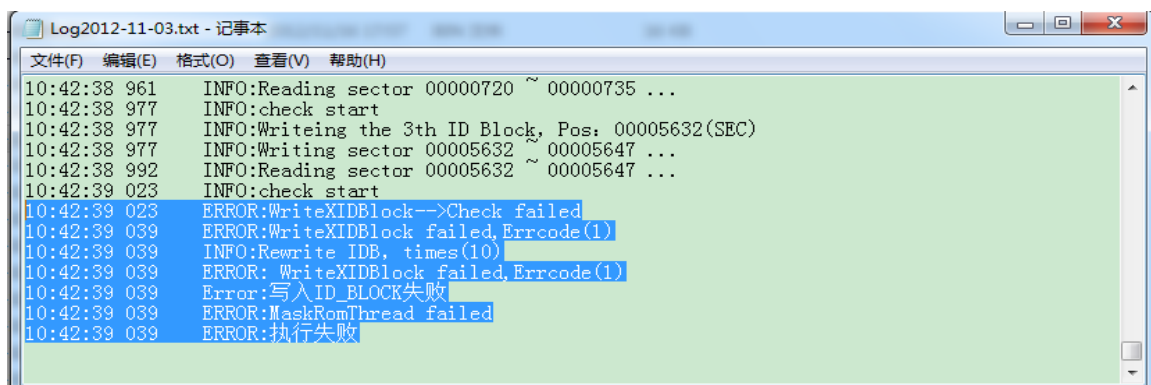 Log2012-11-03.txt - 记事本
文件(F) 编辑(E) 格式(O) 查看(V) 帮助(H)
10:42:38 961 INFO:Reading sector 00000720 ~ 00000735 ...
10:42:38 977 INFO:check start
10:42:38 977 INFO:Writeing the 3th ID Block, Pos: 00005632(SEC)
10:42:38 977 INFO:Writing sector 00005632 ~ 00005647 ...
10:42:38 992 INFO:Reading sector 00005632 ~ 00005647 ...
10:42:39 023 INFO:check start
10:42:39 023 ERROR:WriteXIDBlock-->Check failed
10:42:39 039 ERROR:WriteXIDBlock failed,Errcode(1)
10:42:39 039 INFO:Rewrite IDB, times(10)
10:42:39 039 ERROR: WriteXIDBlock failed,Errcode(1)
10:42:39 039 Error:写入ID_BLOCK失败
10:42:39 039 ERROR:MaskRomThread failed
10:42:39 039 ERROR:执行失败